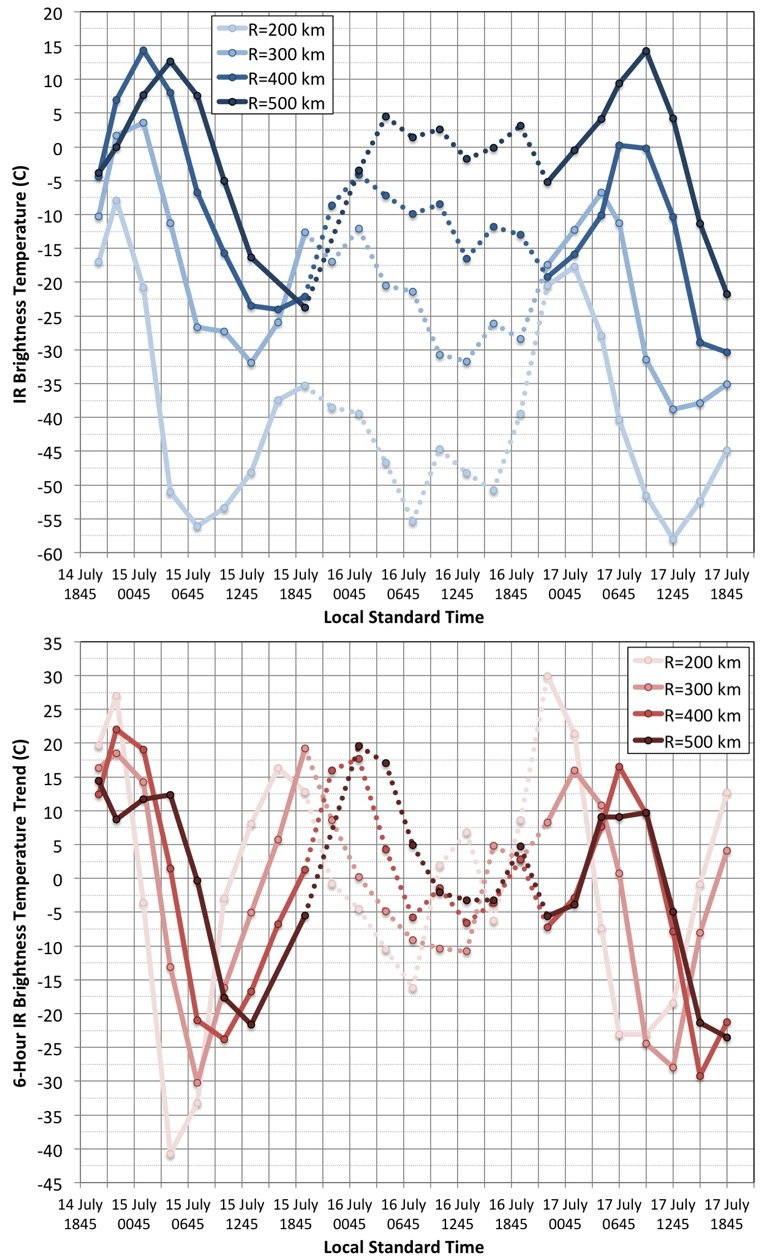 20
15
10
5
0
-5
-10
-15
-20
-25
-30
-35
-40
-45
-50
-55
-60
IR Brightness Temperature (C)
R=200 km
R=300 km
R=400 km
R=500 km
14 July 15 July 15 July 15 July 15 July 16 July 16 July 16 July 16 July 17 July 17 July 17 July 17 July
1845 0045 0645 1245 1845 0045 0645 1245 1845 0045 0645 1245 1845
Local Standard Time
35
30
25
20
15
10
5
0
-5
-10
-15
-20
-25
-30
-35
-40
-45
6-Hour IR Brightness Temperature Trend (C)
R=200 km
R=300 km
R=400 km
R=500 km
14 July 15 July 15 July 15 July 15 July 16 July 16 July 16 July 16 July 17 July 17 July 17 July 17 July
1845 0045 0645 1245 1845 0045 0645 1245 1845 0045 0645 1245 1845
Local Standard Time